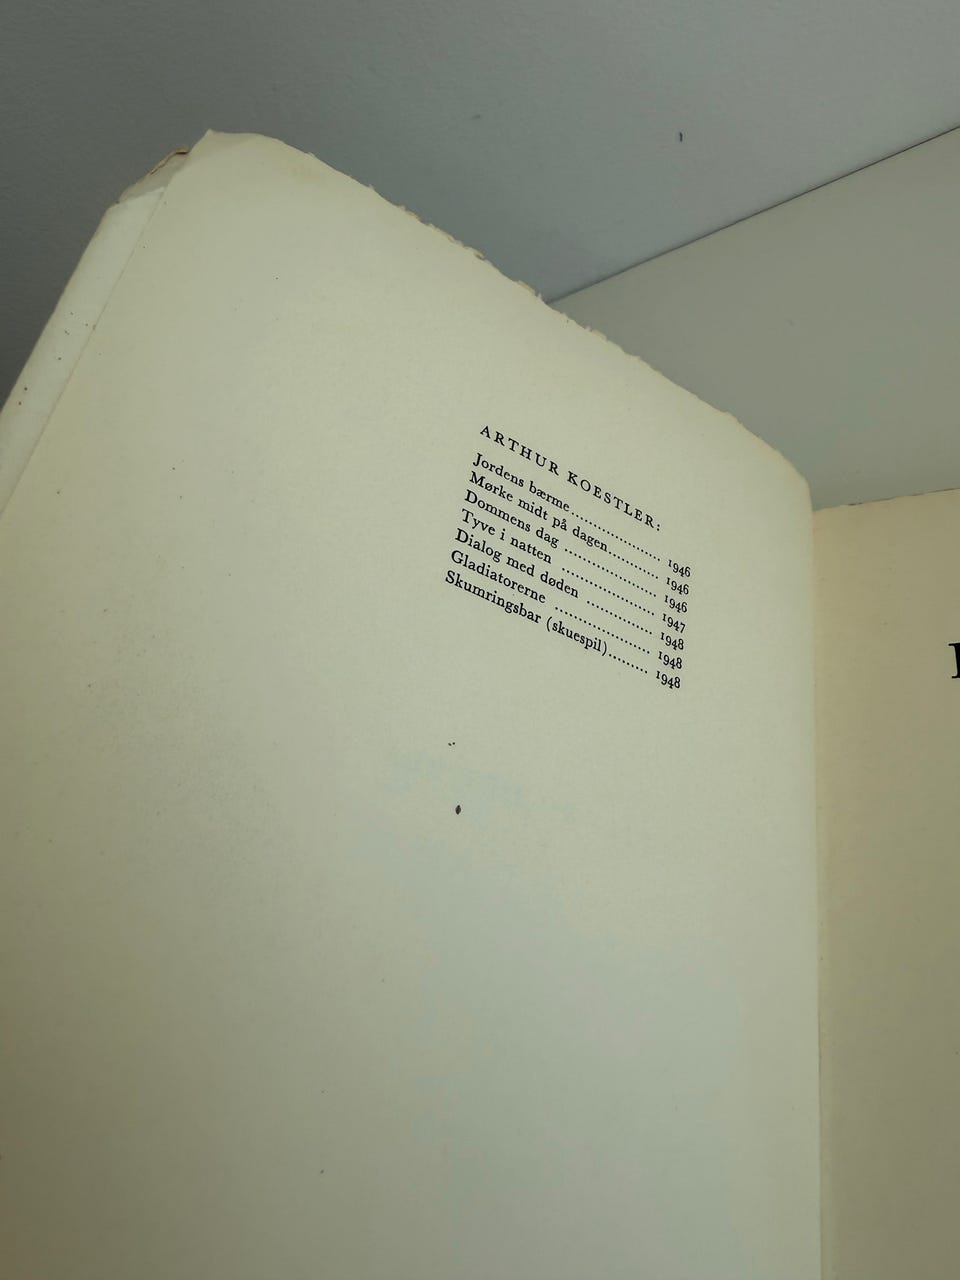 ARTHUR KOESTLER:
Jordens bærme...................... 1946
Mørke midt på dagen............ 1946
Dommens dag ...................... 1946
Tyve i natten ...................... 1947
Dialog med døden ................ 1948
Gladiatorerne ...................... 1948
Skumringsbar (skuespil)......... 1948